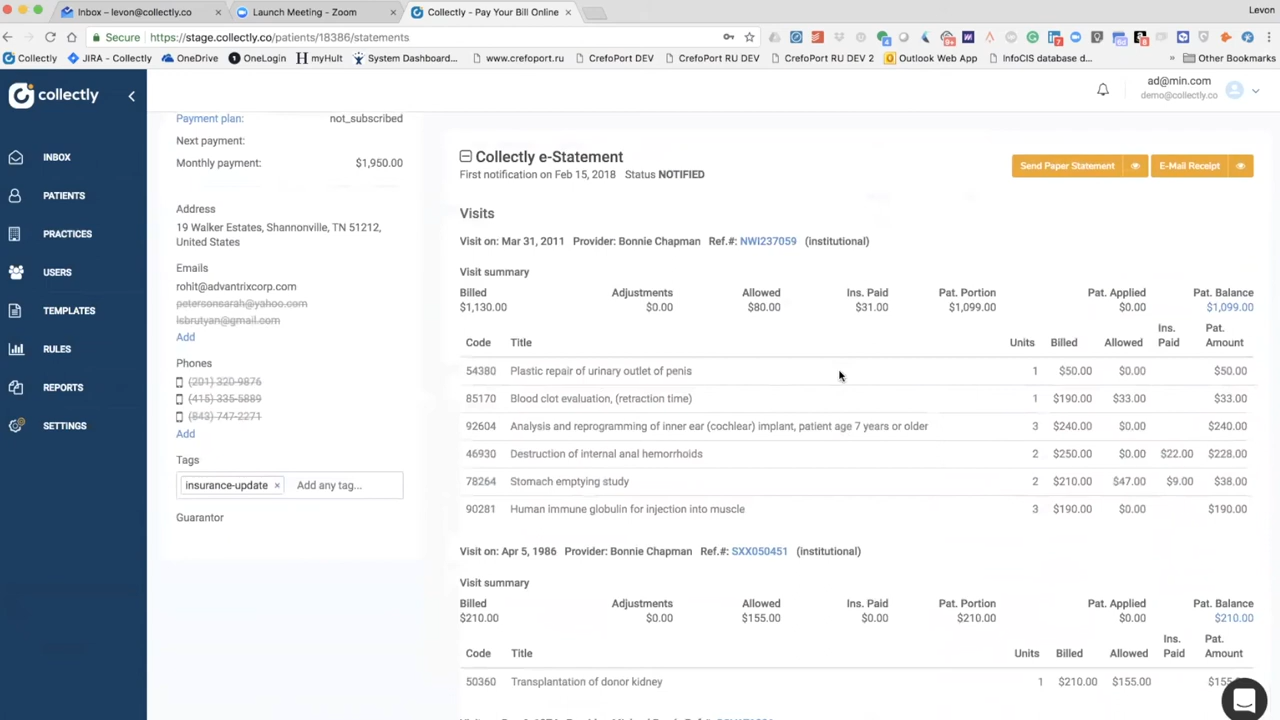 Inbox – levon@collectly.co × Launch Meeting - Zoom × Collectly - Pay Your Bill Online × Levon
Secure https://stage.collectly.co/patients/18386/statements
Collectly JIRA - Collectly OneDrive OneLogin myHult System Dashboard... www.crefoport.ru CrefoPort DEV CrefoPort RU DEV CrefoPort RU DEV 2 Outlook Web App InfoCIS database d... » Other Bookmarks
collectly
ad@min.com
demo@collectly.co
INBOX
PATIENTS
PRACTICES
USERS
TEMPLATES
RULES
REPORTS
SETTINGS
Payment plan: not_subscribed
Next payment:
Monthly payment: $1,950.00
Address
19 Walker Estates, Shannonville, TN 51212,
United States
Emails
rohit@advantrixcorp.com
petersonsarah@yahoo.com
lsbrutyan@gmail.com
Add
Phones
(201) 320-9876
(415) 335-5889
(843) 747-2271
Add
Tags
insurance-update × Add any tag...
Guarantor
Collectly e-Statement
First notification on Feb 15, 2018 Status NOTIFIED
Send Paper Statement E-Mail Receipt
Visits
Visit on: Mar 31, 2011 Provider: Bonnie Chapman Ref.#: NWI237059 (institutional)
Visit summary
Billed Adjustments Allowed Ins. Paid Pat. Portion Pat. Applied Pat. Balance
$1,130.00 $0.00 $80.00 $31.00 $1,099.00 $0.00 $1,099.00
Code Title Units Billed Allowed Ins. Paid Pat. Amount
54380 Plastic repair of urinary outlet of penis 1 $50.00 $0.00 $50.00
85170 Blood clot evaluation, (retraction time) 1 $190.00 $33.00 $33.00
92604 Analysis and reprogramming of inner ear (cochlear) implant, patient age 7 years or older 3 $240.00 $0.00 $240.00
46930 Destruction of internal anal hemorrhoids 2 $250.00 $0.00 $22.00 $228.00
78264 Stomach emptying study 2 $210.00 $47.00 $9.00 $38.00
90281 Human immune globulin for injection into muscle 3 $190.00 $0.00 $190.00
Visit on: Apr 5, 1986 Provider: Bonnie Chapman Ref.#: SXX050451 (institutional)
Visit summary
Billed Adjustments Allowed Ins. Paid Pat. Portion Pat. Applied Pat. Balance
$210.00 $0.00 $155.00 $0.00 $210.00 $0.00 $210.00
Code Title Units Billed Allowed Ins. Paid Pat. Amount
50360 Transplantation of donor kidney 1 $210.00 $155.00